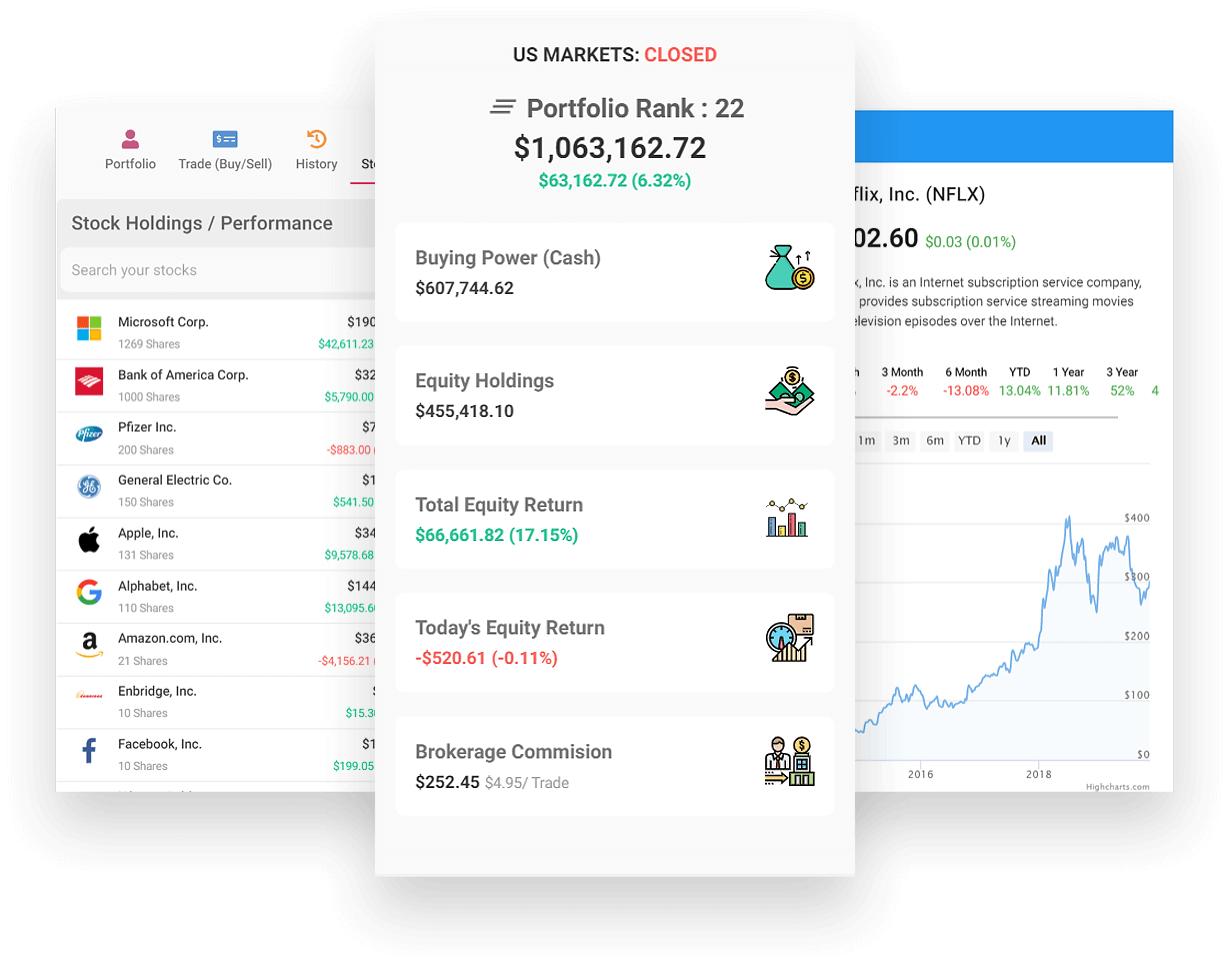 US MARKETS: CLOSED
Portfolio Rank : 22
$1,063,162.72
$63,162.72 (6.32%)
Buying Power (Cash)
$607,744.62
Equity Holdings
$455,418.10
Total Equity Return
$66,661.82 (17.15%)
Today's Equity Return
-$520.61 (-0.11%)
Brokerage Commision
$252.45 $4.95/ Trade
Portfolio
Trade (Buy/Sell)
History
Stock Holdings / Performance
Search your stocks
Microsoft Corp. $190
1269 Shares $42,611.23
Bank of America Corp. $32
1000 Shares $5,790.00
Pfizer
Pfizer Inc. $7
200 Shares -$883.00 (
General Electric Co. $1
150 Shares $541.50
Apple, Inc. $34
131 Shares $9,578.68
Alphabet, Inc. $144
110 Shares $13,095.60
Amazon.com, Inc. $36
21 Shares -$4,156.21 (
Enbridge, Inc. $
10 Shares $15.30
Facebook, Inc. $1
10 Shares $199.05
flix, Inc. (NFLX)
02.60 $0.03 (0.01%)
x, Inc. is an Internet subscription service company,
provides subscription service streaming movies
elevision episodes over the Internet.
3 Month 6 Month YTD 1 Year 3 Year
-2.2% -13.08% 13.04% 11.81% 52% 4
1m 3m 6m YTD 1y All
$400
$300
$200
$100
$0
2016 2018
Highcharts.com